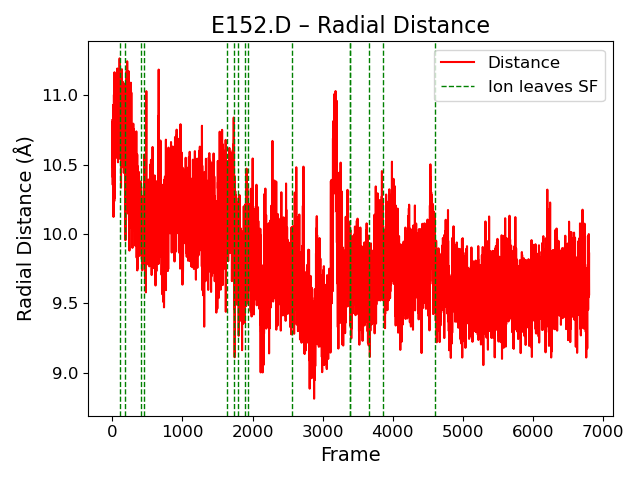 E152.D – Radial Distance
Distance
Ion leaves SF
Radial Distance (Å)
11.0
10.5
10.0
9.5
9.0
0 1000 2000 3000 4000 5000 6000 7000
Frame